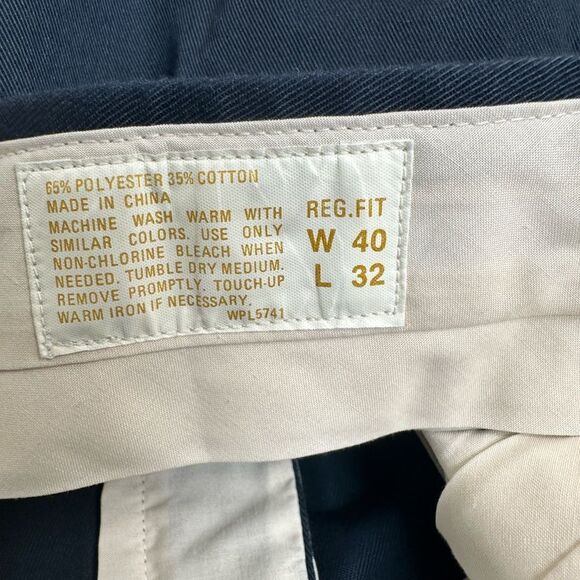 65% POLYESTER 35% COTTON
MADE IN CHINA
MACHINE WASH WARM WITH
SIMILAR COLORS. USE ONLY
NON-CHLORINE BLEACH WHEN
NEEDED. TUMBLE DRY MEDIUM.
REMOVE PROMPTLY. TOUCH-UP
WARM IRON IF NECESSARY.
WPL5741
REG.FIT
W 40
L 32